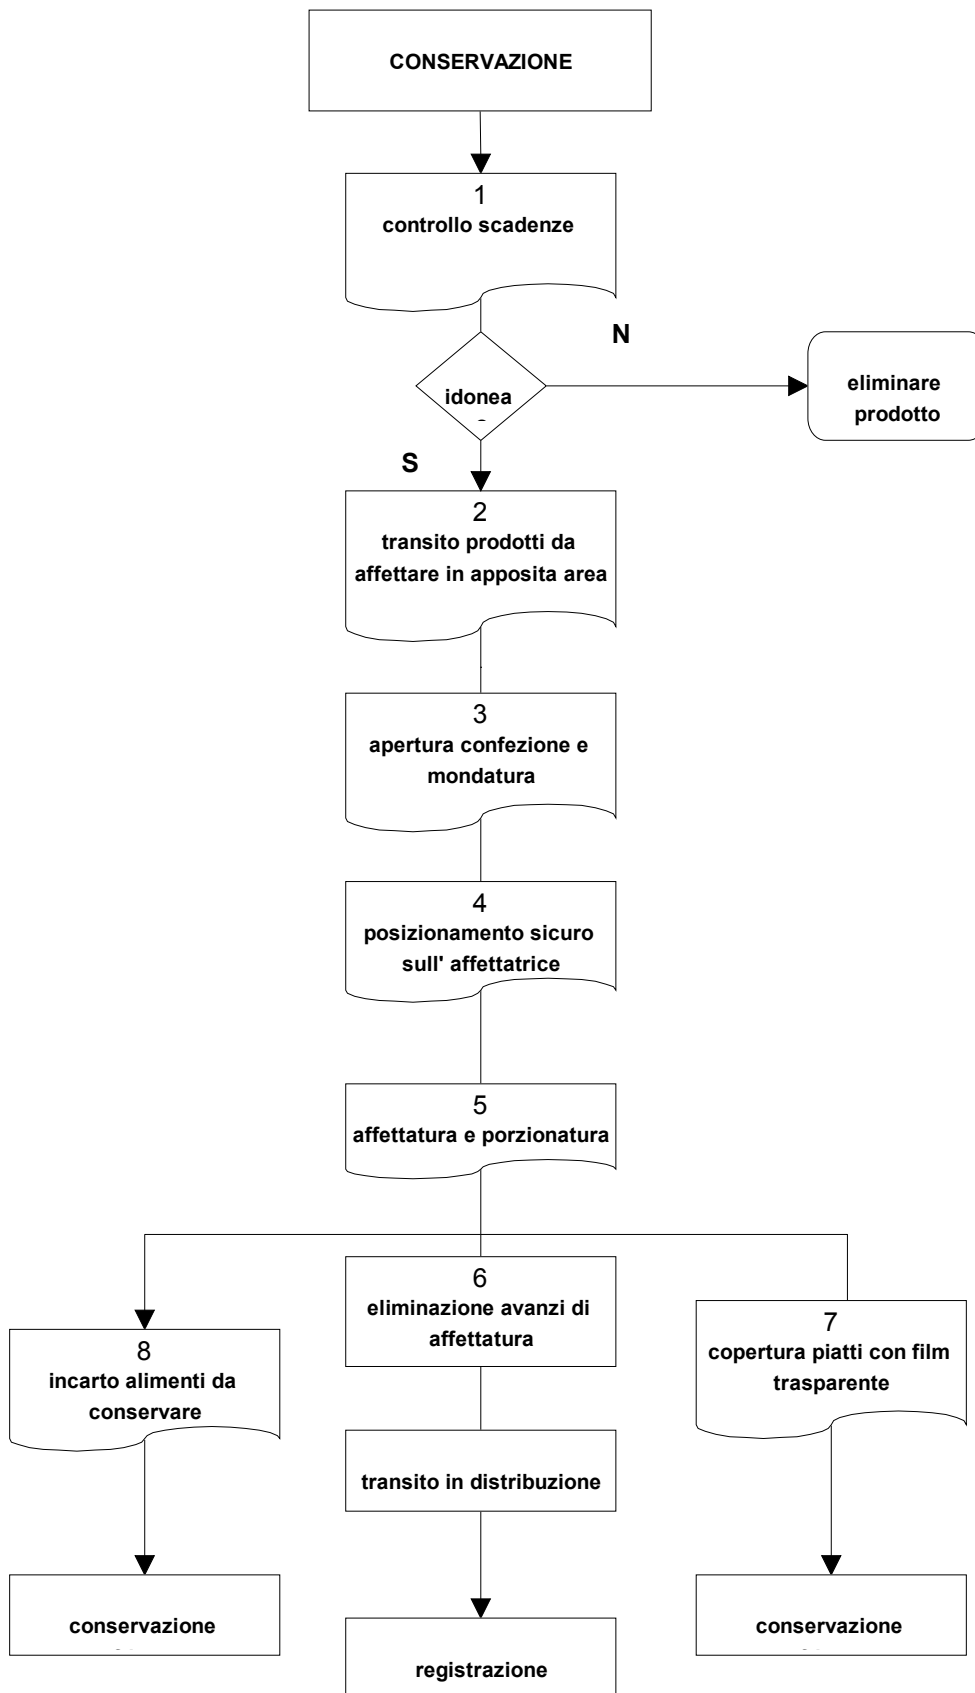 CONSERVAZIONE
1
controllo scadenze
N
idonea
eliminare
prodotto
S
2
transito prodotti da
affettare in apposita area
3
apertura confezione e
mondatura
4
posizionamento sicuro
sull' affettatrice
5
affettatura e porzionatura
6
eliminazione avanzi di
affettatura
7
copertura piatti con film
trasparente
8
incarto alimenti da
conservare
transito in distribuzione
conservazione
conservazione
registrazione